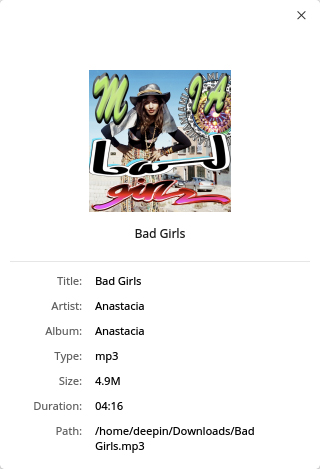 M IA
bad
girls
Bad Girls
Title: Bad Girls
Artist: Anastacia
Album: Anastacia
Type: mp3
Size: 4.9M
Duration: 04:16
Path: /home/deepin/Downloads/Bad
Girls.mp3